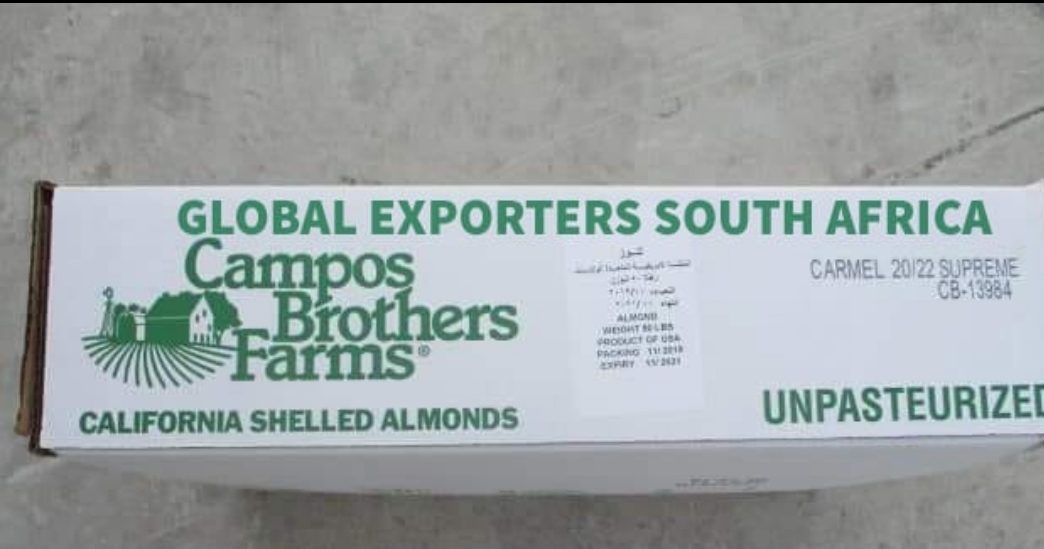 GLOBAL EXPORTERS SOUTH AFRICA
Campos
Brothers
Farms®
CALIFORNIA SHELLED ALMONDS
ALMOND
WEIGHT 50 LBS
PRODUCT OF USA
PACKING 11/2019
EXPIRY 11/2021
CARMEL 20/22 SUPREME
CB-13984
UNPASTEURIZED